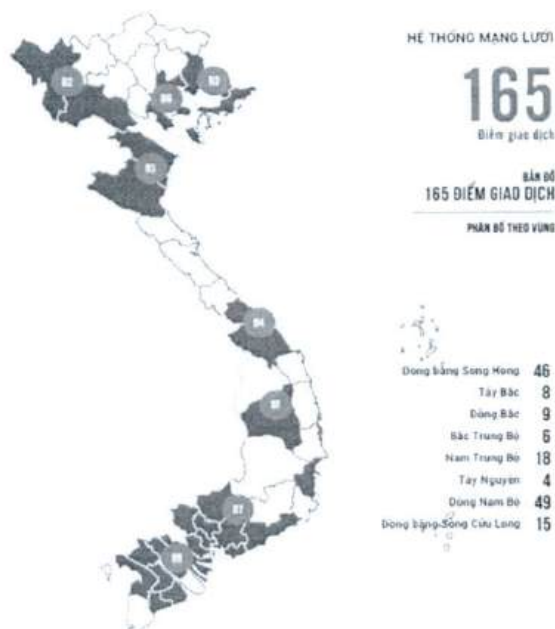 HỆ THỐNG MẠNG LƯỚI
165
Điểm giao dịch
BẢN ĐỒ
165 ĐIỂM GIAO DỊCH
PHÂN BỐ THEO VÙNG
Đồng bằng Sông Hồng 46
Tây Bắc 8
Đông Bắc 9
Bắc Trung Bộ 6
Nam Trung Bộ 18
Tây Nguyên 4
Đông Nam Bộ 49
Đồng bằng Sông Cửu Long 15
04
07